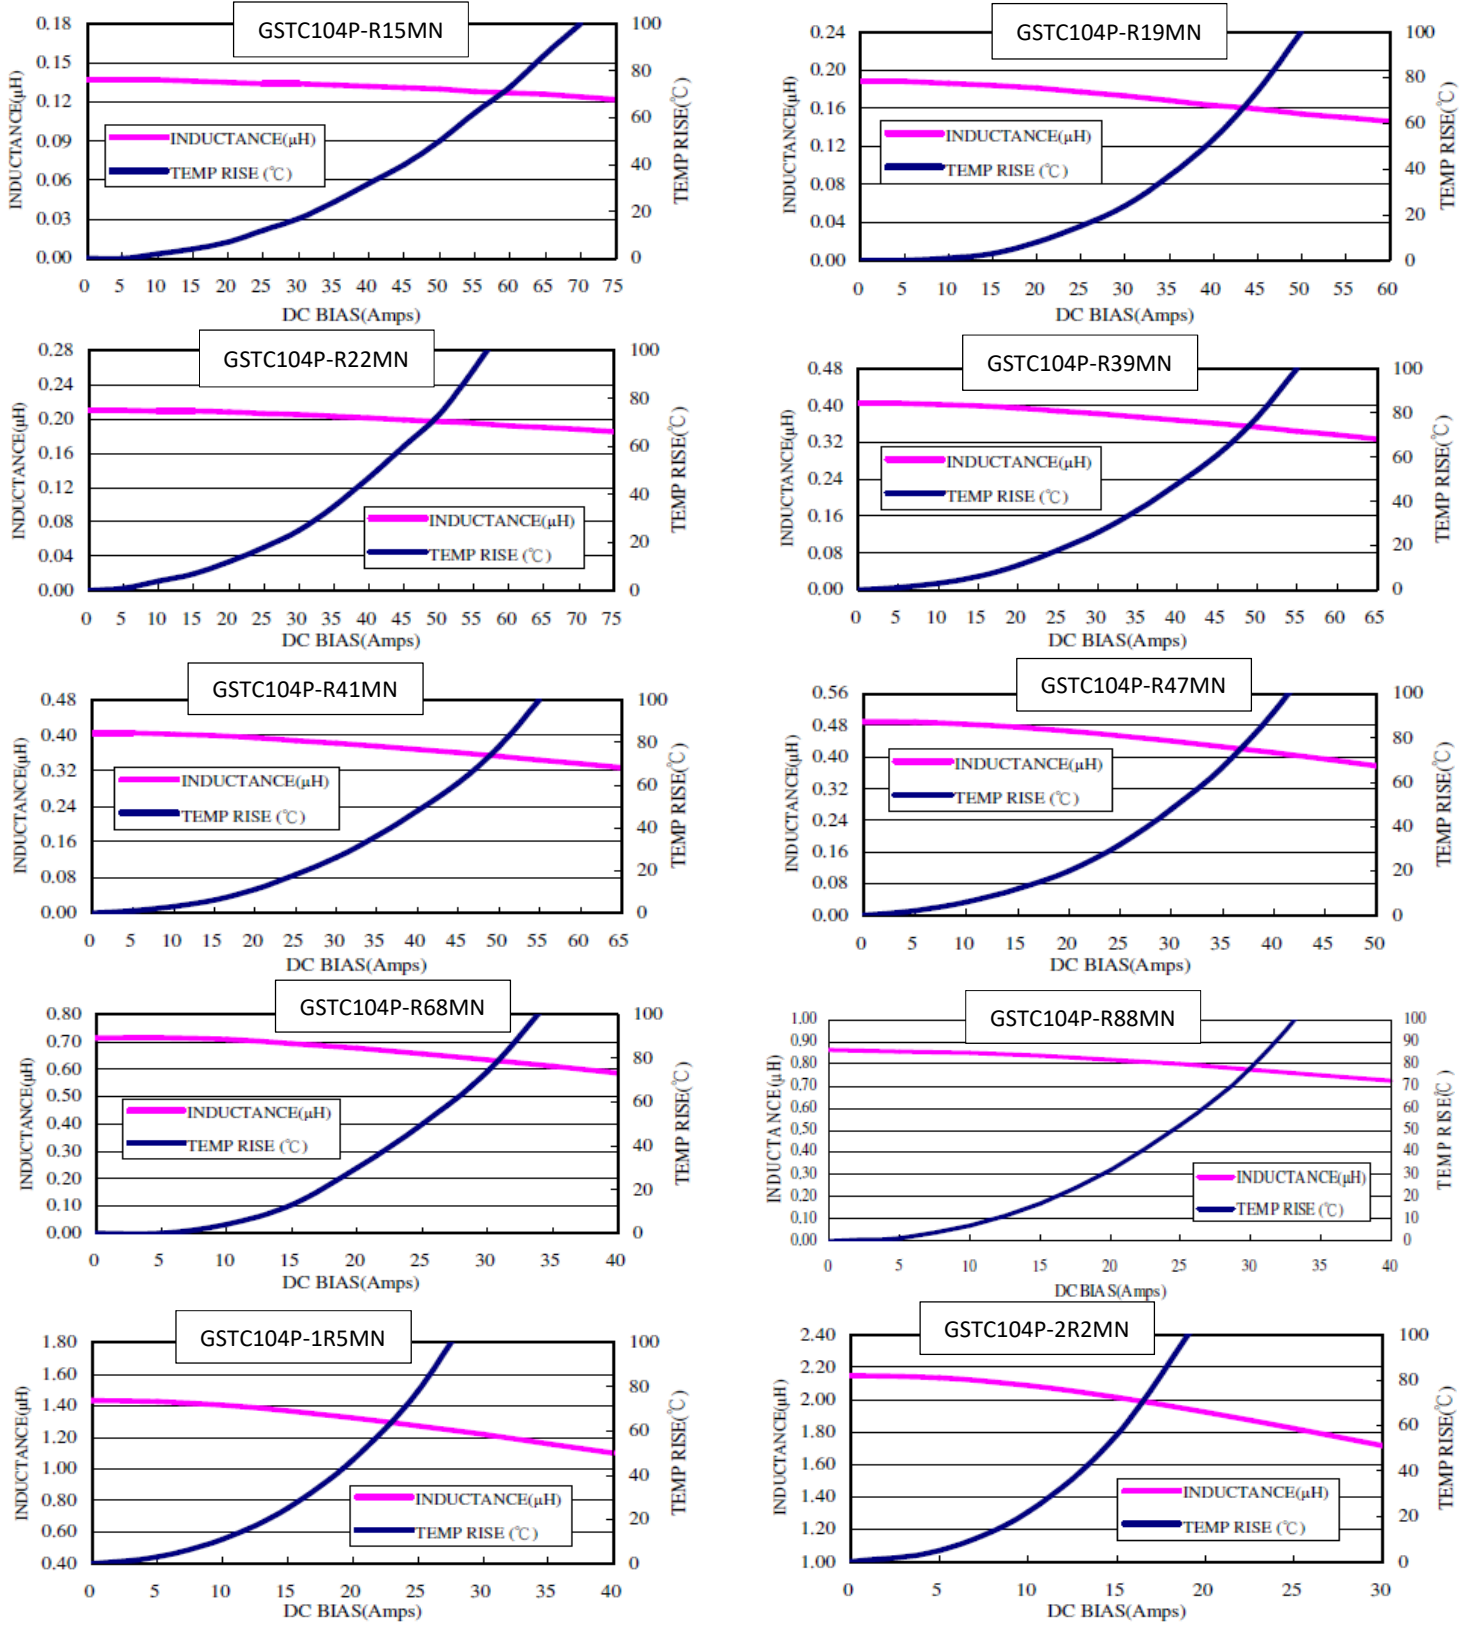 GSTC104P-R15MN
0.18
0.15
0.12
0.09
0.06
0.03
0.00
INDUCTANCE(μH)
INDUCTANCE(μH)
TEMP RISE (℃)
100
80
60
40
20
0
TEMP RISE(℃)
0 5 10 15 20 25 30 35 40 45 50 55 60 65 70 75
DC BIAS(Amps)
GSTC104P-R19MN
0.24
0.20
0.16
0.12
0.08
0.04
0.00
INDUCTANCE(μH)
INDUCTANCE(μH)
TEMP RISE (℃)
100
80
60
40
20
0
TEMP RISE(℃)
0 5 10 15 20 25 30 35 40 45 50 55 60
DC BIAS(Amps)
GSTC104P-R22MN
0.28
0.24
0.20
0.16
0.12
0.08
0.04
0.00
INDUCTANCE(μH)
INDUCTANCE(μH)
TEMP RISE (℃)
100
80
60
40
20
0
TEMP RISE(℃)
0 5 10 15 20 25 30 35 40 45 50 55 60 65 70 75
DC BIAS(Amps)
GSTC104P-R39MN
0.48
0.40
0.32
0.24
0.16
0.08
0.00
INDUCTANCE(μH)
INDUCTANCE(μH)
TEMP RISE (℃)
100
80
60
40
20
0
TEMP RISE(℃)
0 5 10 15 20 25 30 35 40 45 50 55 60 65
DC BIAS(Amps)
GSTC104P-R41MN
0.48
0.40
0.32
0.24
0.16
0.08
0.00
INDUCTANCE(μH)
INDUCTANCE(μH)
TEMP RISE (℃)
100
80
60
40
20
0
TEMP RISE(℃)
0 5 10 15 20 25 30 35 40 45 50 55 60 65
DC BIAS(Amps)
GSTC104P-R47MN
0.56
0.48
0.40
0.32
0.24
0.16
0.08
0.00
INDUCTANCE(μH)
INDUCTANCE(μH)
TEMP RISE (℃)
100
80
60
40
20
0
TEMP RISE(℃)
0 5 10 15 20 25 30 35 40 45 50
DC BIAS(Amps)
GSTC104P-R68MN
0.80
0.70
0.60
0.50
0.40
0.30
0.20
0.10
0.00
INDUCTANCE(μH)
INDUCTANCE(μH)
TEMP RISE (℃)
100
80
60
40
20
0
TEMP RISE(℃)
0 5 10 15 20 25 30 35 40
DC BIAS(Amps)
GSTC104P-R88MN
1.00
0.90
0.80
0.70
0.60
0.50
0.40
0.30
0.20
0.10
0.00
INDUCTANCE(μH)
INDUCTANCE(μH)
TEMP RISE (℃)
100
90
80
70
60
50
40
30
20
10
0
TEMP RISE(℃)
0 5 10 15 20 25 30 35 40
DC BIAS(Amps)
GSTC104P-1R5MN
1.80
1.60
1.40
1.20
1.00
0.80
0.60
0.40
INDUCTANCE(μH)
INDUCTANCE(μH)
TEMP RISE (℃)
100
80
60
40
20
0
TEMP RISE(℃)
0 5 10 15 20 25 30 35 40
DC BIAS(Amps)
GSTC104P-2R2MN
2.40
2.20
2.00
1.80
1.60
1.40
1.20
1.00
INDUCTANCE(μH)
INDUCTANCE(μH)
TEMP RISE (℃)
100
80
60
40
20
0
TEMP RISE(℃)
0 5 10 15 20 25 30
DC BIAS(Amps)